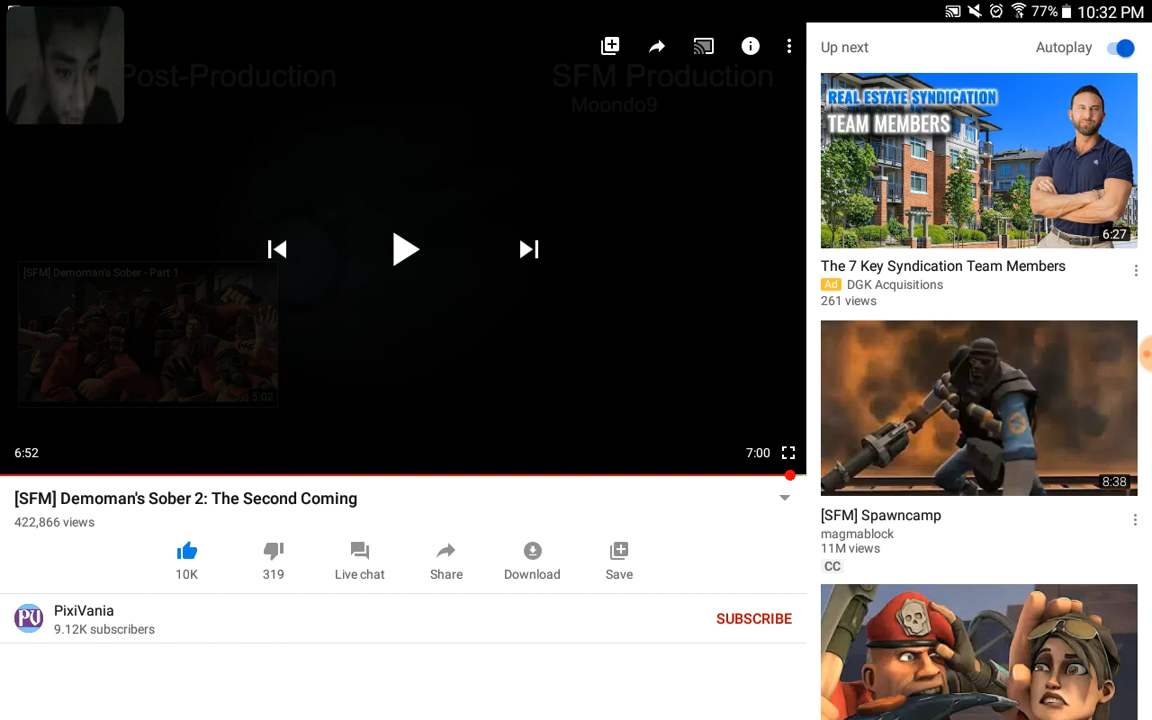 77% 10:32 PM
Post-Production
SFM Production
Moondo9
[SFM] Demoman's Sober - Part 1
5:02
6:52
7:00
[SFM] Demoman's Sober 2: The Second Coming
422,866 views
10K
319
Live chat
Share
Download
Save
PU
PixiVania
9.12K subscribers
SUBSCRIBE
Up next
Autoplay
REAL ESTATE SYNDICATION
TEAM MEMBERS
6:27
The 7 Key Syndication Team Members
Ad DGK Acquisitions
261 views
8:38
[SFM] Spawncamp
magmablock
11M views
CC